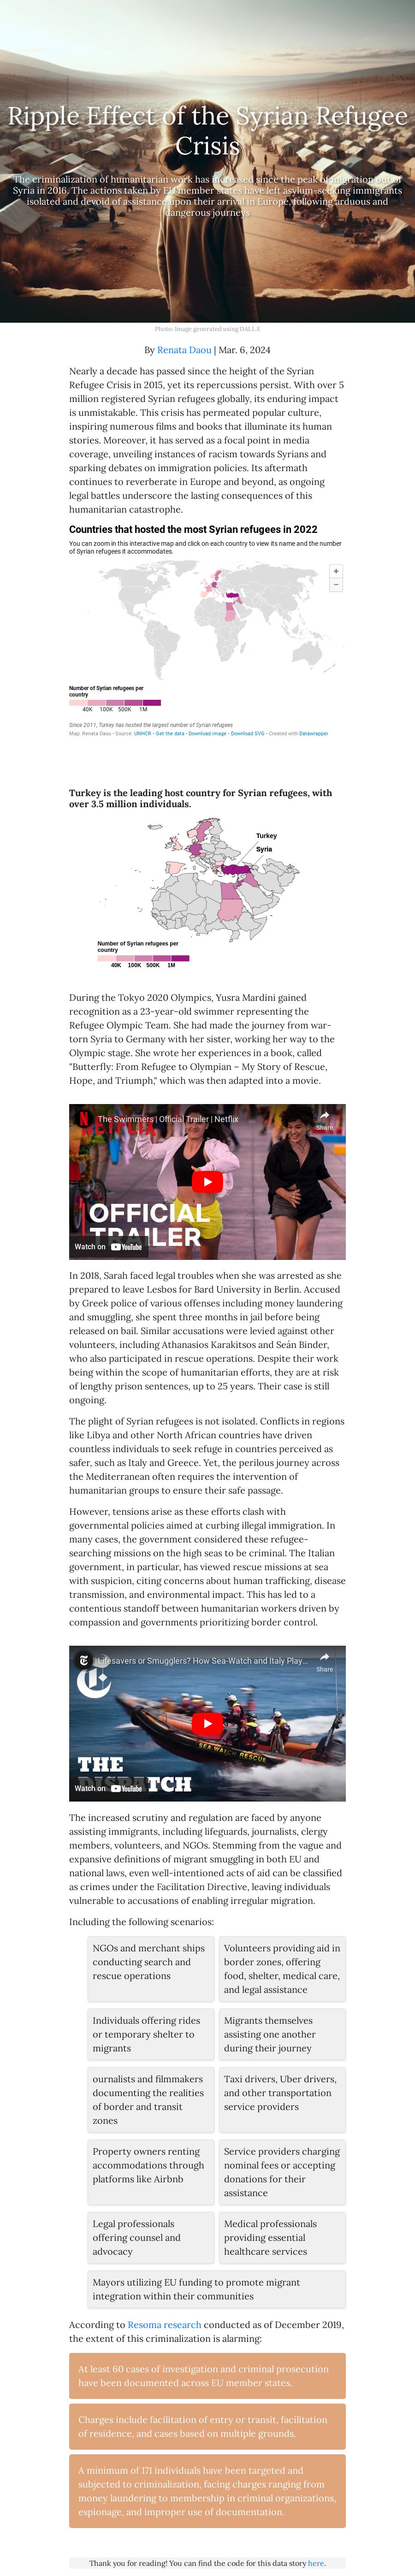 Ripple Effect of the Syrian Refugee
Crisis
The criminalization of humanitarian work has increased since the peak of migration out of
Syria in 2016. The actions taken by EU member states have left asylum-seeking immigrants
isolated and devoid of assistance upon their arrival in Europe, following arduous and
dangerous journeys
Photo: Image generated using DALL.E
By Renata Daou | Mar. 6, 2024
Nearly a decade has passed since the height of the Syrian
Refugee Crisis in 2015, yet its repercussions persist. With over 5
million registered Syrian refugees globally, its enduring impact
is unmistakable. This crisis has permeated popular culture,
inspiring numerous films and books that illuminate its human
stories. Moreover, it has served as a focal point in media
coverage, unveiling instances of racism towards Syrians and
sparking debates on immigration policies. Its aftermath
continues to reverberate in Europe and beyond, as ongoing
legal battles underscore the lasting consequences of this
humanitarian catastrophe.
Countries that hosted the most Syrian refugees in 2022
You can zoom in this interactive map and click on each country to view its name and the number
of Syrian refugees it accommodates.
+
−
Number of Syrian refugees per
country
40K 100K 500K 1M
Since 2011, Turkey has hosted the largest number of Syrian refugees
Map: Renata Daou • Source: UNHCR • Get the data • Download image • Download SVG • Created with Datawrapper
Turkey is the leading host country for Syrian refugees, with
over 3.5 million individuals.
Turkey
Syria
Number of Syrian refugees per
country
40K 100K 500K 1M
During the Tokyo 2020 Olympics, Yusra Mardini gained
recognition as a 23-year-old swimmer representing the
Refugee Olympic Team. She had made the journey from war-
torn Syria to Germany with her sister, working her way to the
Olympic stage. She wrote her experiences in a book, called
"Butterfly: From Refugee to Olympian – My Story of Rescue,
Hope, and Triumph," which was then adapted into a movie.
N
The Swimmers | Official Trailer | Netflix
Share
NETFLIX
OFFICIAL
TRAILER
Watch on YouTube
In 2018, Sarah faced legal troubles when she was arrested as she
prepared to leave Lesbos for Bard University in Berlin. Accused
by Greek police of various offenses including money laundering
and smuggling, she spent three months in jail before being
released on bail. Similar accusations were levied against other
volunteers, including Athanasios Karakitsos and Seán Binder,
who also participated in rescue operations. Despite their work
being within the scope of humanitarian efforts, they are at risk
of lengthy prison sentences, up to 25 years. Their case is still
ongoing.
The plight of Syrian refugees is not isolated. Conflicts in regions
like Libya and other North African countries have driven
countless individuals to seek refuge in countries perceived as
safer, such as Italy and Greece. Yet, the perilous journey across
the Mediterranean often requires the intervention of
humanitarian groups to ensure their safe passage.
However, tensions arise as these efforts clash with
governmental policies aimed at curbing illegal immigration. In
many cases, the government considered these refugee-
searching missions on the high seas to be criminal. The Italian
government, in particular, has viewed rescue missions at sea
with suspicion, citing concerns about human trafficking, disease
transmission, and environmental impact. This has led to a
contentious standoff between humanitarian workers driven by
compassion and governments prioritizing border control.
Lifesavers or Smugglers? How Sea-Watch and Italy Play...
Share
SEA-WATCH RESCUE
THE
DISPATCH
Watch on YouTube
The increased scrutiny and regulation are faced by anyone
assisting immigrants, including lifeguards, journalists, clergy
members, volunteers, and NGOs. Stemming from the vague and
expansive definitions of migrant smuggling in both EU and
national laws, even well-intentioned acts of aid can be classified
as crimes under the Facilitation Directive, leaving individuals
vulnerable to accusations of enabling irregular migration.
Including the following scenarios:
NGOs and merchant ships
conducting search and
rescue operations
Volunteers providing aid in
border zones, offering
food, shelter, medical care,
and legal assistance
Individuals offering rides
or temporary shelter to
migrants
Migrants themselves
assisting one another
during their journey
ournalists and filmmakers
documenting the realities
of border and transit
zones
Taxi drivers, Uber drivers,
and other transportation
service providers
Property owners renting
accommodations through
platforms like Airbnb
Service providers charging
nominal fees or accepting
donations for their
assistance
Legal professionals
offering counsel and
advocacy
Medical professionals
providing essential
healthcare services
Mayors utilizing EU funding to promote migrant
integration within their communities
According to Resoma research conducted as of December 2019,
the extent of this criminalization is alarming:
At least 60 cases of investigation and criminal prosecution
have been documented across EU member states.
Charges include facilitation of entry or transit, facilitation
of residence, and cases based on multiple grounds.
A minimum of 171 individuals have been targeted and
subjected to criminalization, facing charges ranging from
money laundering to membership in criminal organizations,
espionage, and improper use of documentation.
Thank you for reading! You can find the code for this data story here.